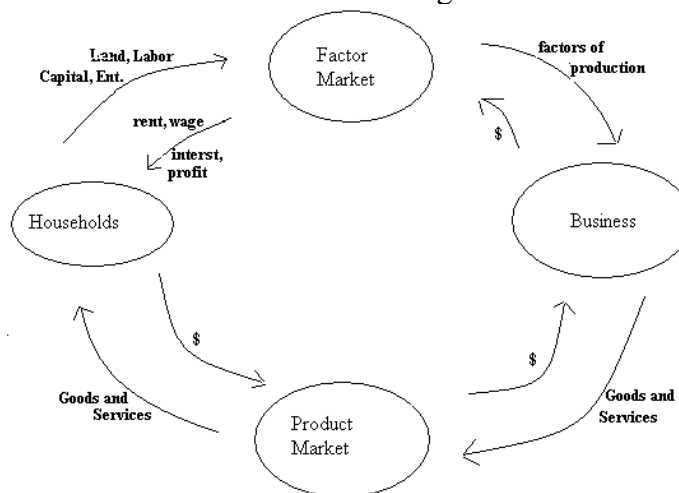 Factor
Market
Land, Labor
Capital, Ent.
factors of
production
rent, wage
$
interst,
profit
Households
Business
$
$
Goods and
Services
Product
Market
Goods and
Services